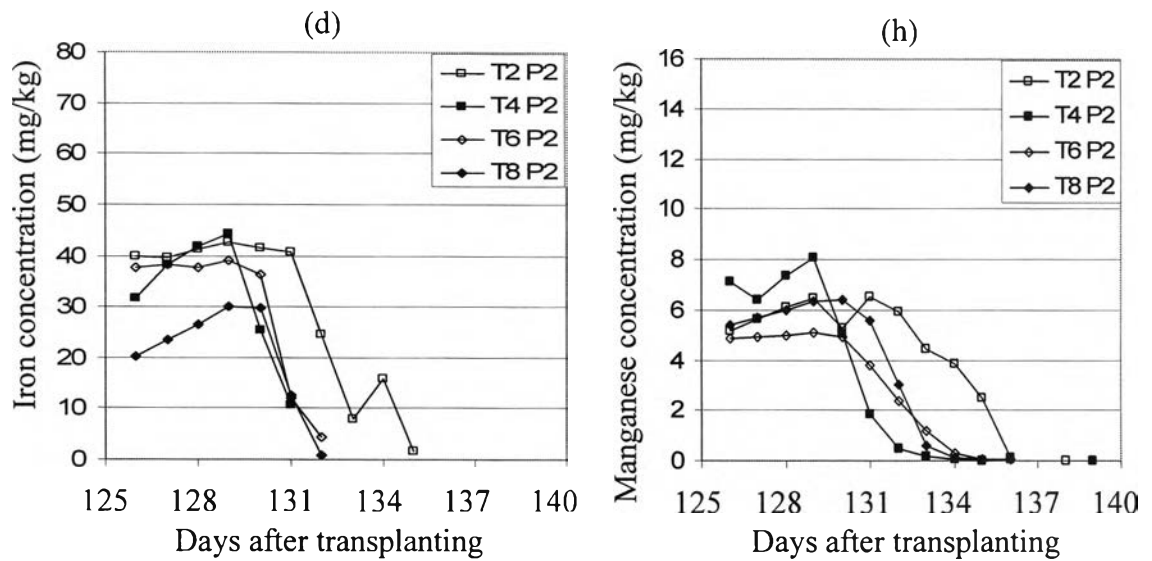 (d)
80
70
60
50
40
30
20
10
0
Iron concentration (mg/kg)
T2 P2
T4 P2
T6 P2
T8 P2
125 128 131 134 137 140
Days after transplanting
(h)
16
14
12
10
8
6
4
2
0
Manganese concentration (mg/kg)
T2 P2
T4 P2
T6 P2
T8 P2
125 128 131 134 137 140
Days after transplanting